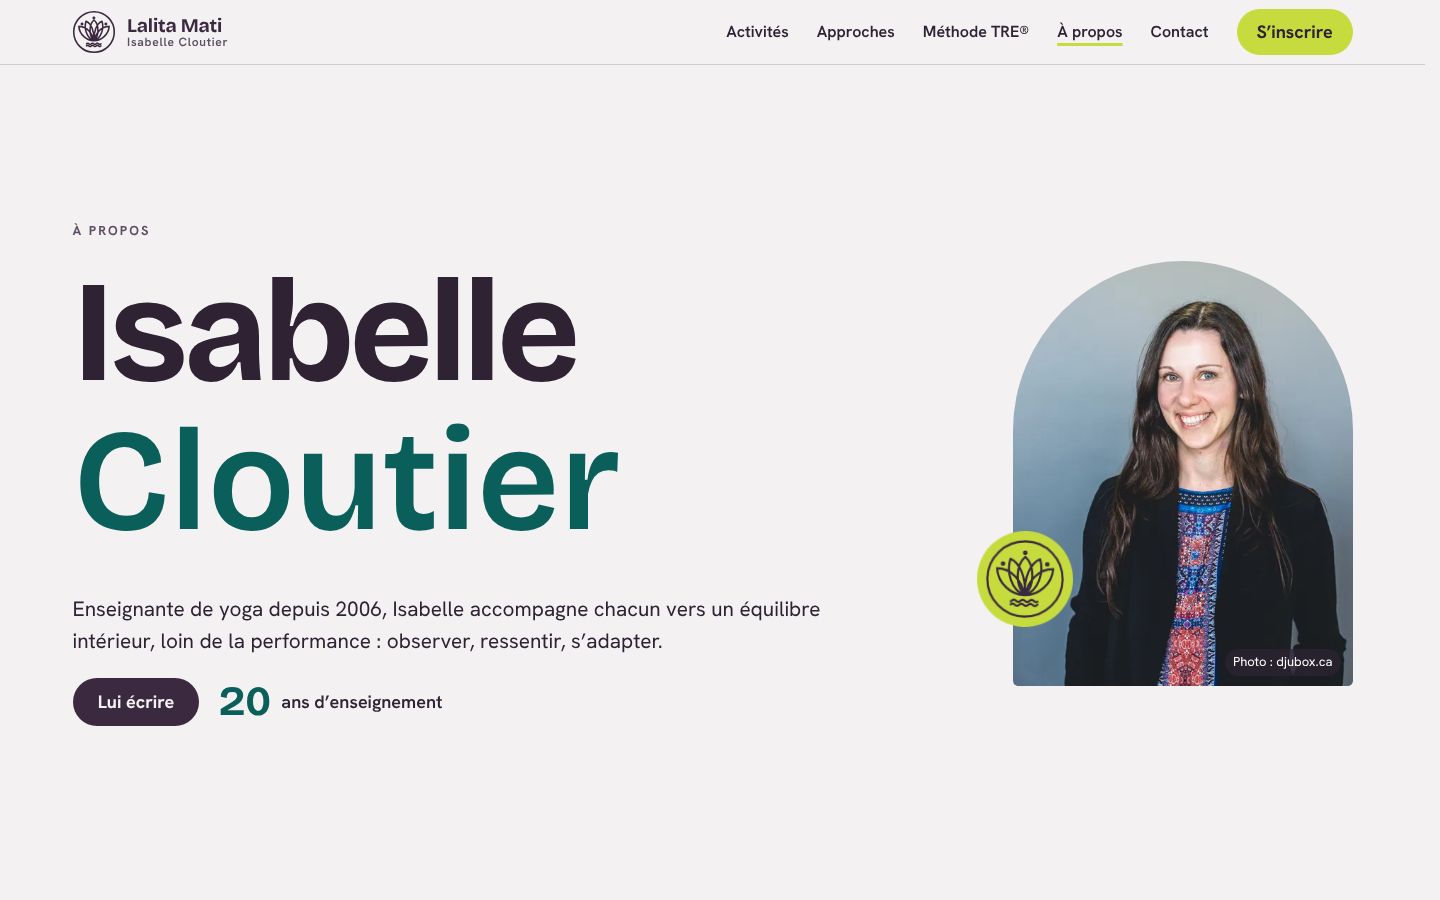 Lalita Mati
Isabelle Cloutier
Activités
Approches
Méthode TRE®
À propos
Contact
S’inscrire
À PROPOS
Isabelle
Cloutier
Enseignante de yoga depuis 2006, Isabelle accompagne chacun vers un équilibre
intérieur, loin de la performance : observer, ressentir, s’adapter.
Lui écrire
20 ans d’enseignement
Photo : djubox.ca